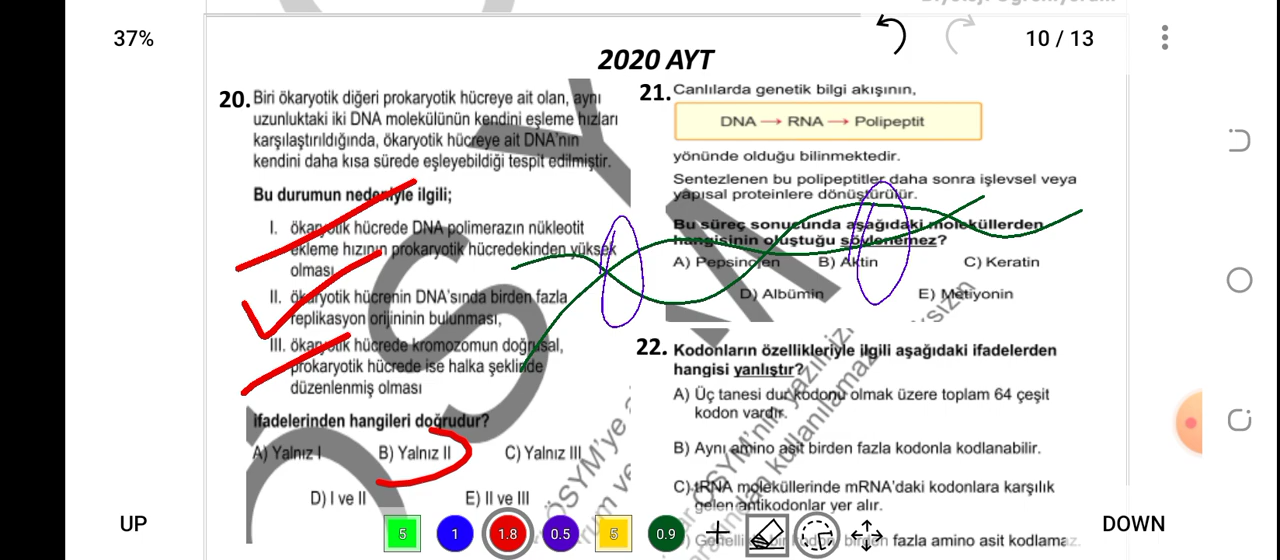 37%
10 / 13
2020 AYT
20. Biri ökaryotik diğeri prokaryotik hücreye ait olan, aynı
uzunluktaki iki DNA molekülünün kendini eşleme hızları
karşılaştırıldığında, ökaryotik hücreye ait DNA'nın
kendini daha kısa sürede eşleyebildiği tespit edilmiştir.
Bu durumun nedeniyle ilgili;
I. ökaryotik hücrede DNA polimerazın nükleotit
ekleme hızının prokaryotik hücredekinden yüksek
olması,
II. ökaryotik hücrenin DNA'sında birden fazla
replikasyon orijininin bulunması,
III. ökaryotik hücrede kromozomun doğrusal,
prokaryotik hücrede ise halka şeklinde
düzenlenmiş olması
ifadelerinden hangileri doğrudur?
A) Yalnız I B) Yalnız II C) Yalnız III
D) I ve II E) II ve III
21. Canlılarda genetik bilgi akışının,
DNA → RNA → Polipeptit
yönünde olduğu bilinmektedir.
Sentezlenen bu polipeptitler daha sonra işlevsel veya
yapısal proteinlere dönüştürülür.
Bu süreç sonucunda aşağıdaki moleküllerden
hangisinin oluştuğu söylenemez?
A) Pepsinojen B) Aktin C) Keratin
D) Albümin E) Metiyonin
22. Kodonların özellikleriyle ilgili aşağıdaki ifadelerden
hangisi yanlıştır?
A) Üç tanesi dur kodonu olmak üzere toplam 64 çeşit
kodon vardır.
B) Aynı amino asit birden fazla kodonla kodlanabilir.
C) tRNA moleküllerinde mRNA'daki kodonlara karşılık
gelen antikodonlar yer alır.
birden fazla amino asit kodlamaz.
UP
5 1 1.8 0.5 5 0.9
DOWN